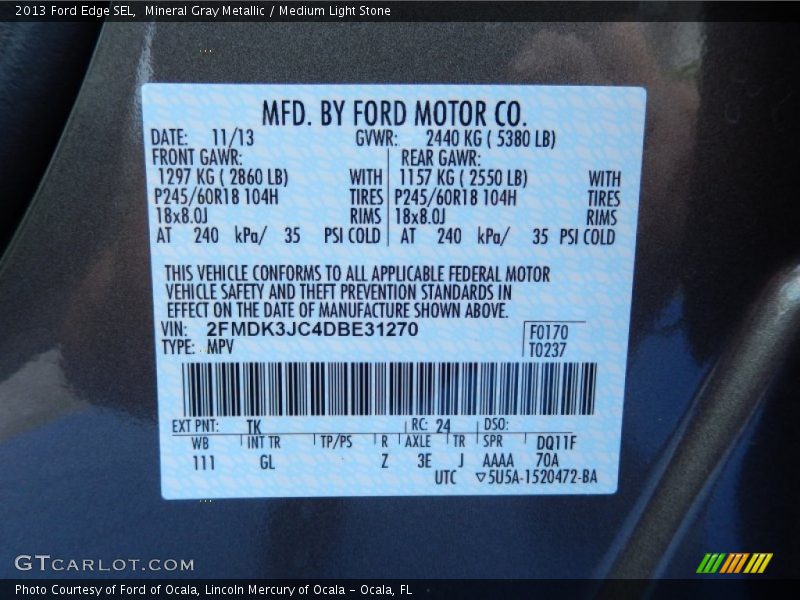 2013 Ford Edge SEL,  Mineral Gray Metallic / Medium Light Stone
MFD. BY FORD MOTOR CO.
DATE: 11/13 GVWR: 2440 KG ( 5380 LB)
FRONT GAWR: REAR GAWR:
1297 KG ( 2860 LB) WITH 1157 KG ( 2550 LB) WITH
P245/60R18 104H TIRES P245/60R18 104H TIRES
18x8.0J RIMS 18x8.0J RIMS
AT 240 kPa/ 35 PSI COLD AT 240 kPa/ 35 PSI COLD
THIS VEHICLE CONFORMS TO ALL APPLICABLE FEDERAL MOTOR
VEHICLE SAFETY AND THEFT PREVENTION STANDARDS IN
EFFECT ON THE DATE OF MANUFACTURE SHOWN ABOVE.
VIN: 2FMDK3JC4DBE31270 F0170
TYPE: MPV T0237
EXT PNT: TK RC: 24 DSO:
WB INT TR TP/PS R AXLE TR SPR DQ11F
111 GL Z 3E J AAAA 70A
UTC ▽5U5A-1520472-BA
GTCARLOT.COM
Photo Courtesy of Ford of Ocala, Lincoln Mercury of Ocala - Ocala, FL